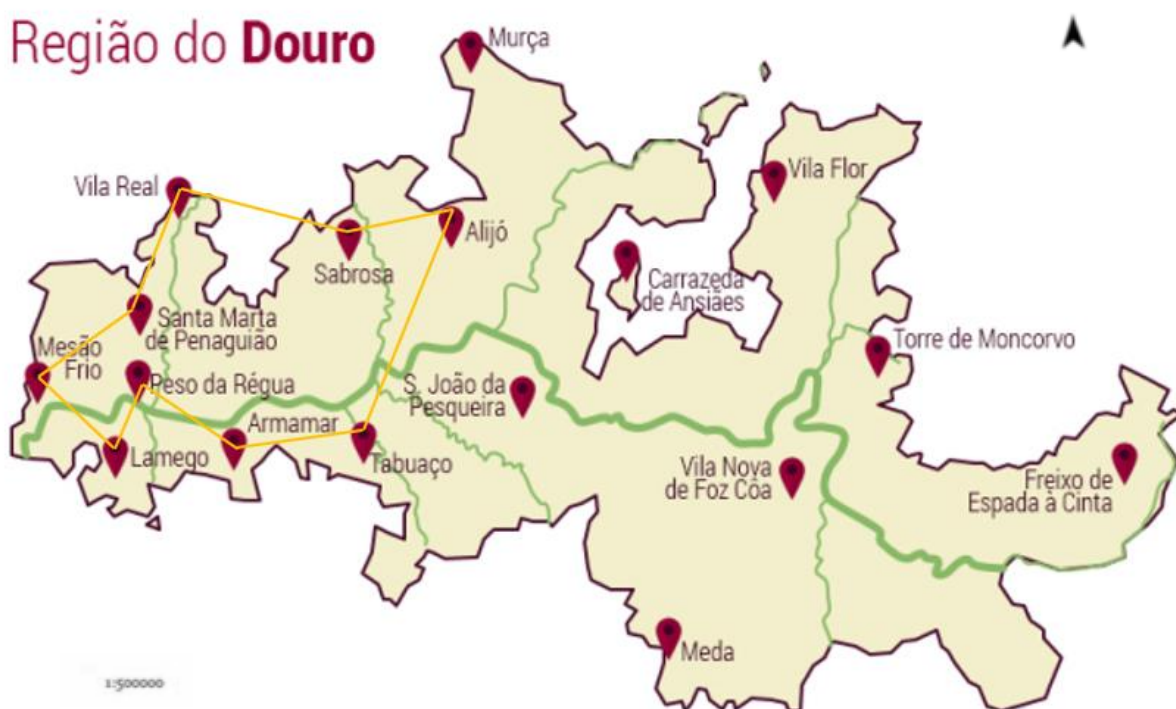 Região do Douro
Murça
Vila Real
Vila Flor
Alijó
Sabrosa
Carrazeda
de Ansiães
Santa Marta
de Penaguião
Torre de Moncorvo
Mesão
Frio
Peso da Régua
S. João da
Pesqueira
Armamar
Lamego
Tabuaço
Vila Nova
de Foz Côa
Freixo de
Espada à Cinta
Meda
1:500000